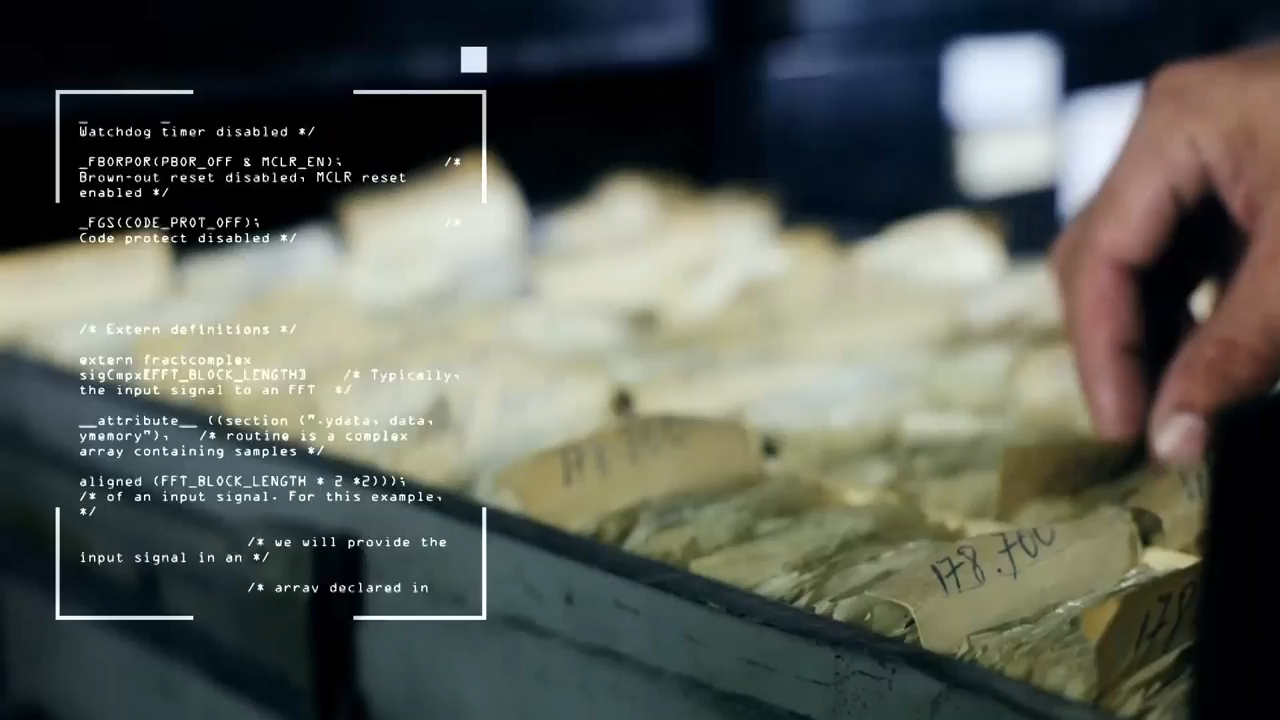 Watchdog timer disabled */
_FBORPOR(PBOR_OFF & MCLR_EN); /*
Brown-out reset disabled, MCLR reset
enabled */
_FGS(CODE_PROT_OFF); /*
Code protect disabled */
/* Extern definitions */
extern fractcomplex
sigCmpx[FFT_BLOCK_LENGTH] /* Typically,
the input signal to an FFT */
__attribute__ ((section (".ydata, data,
ymemory"), /* routine is a complex
array containing samples */
aligned (FFT_BLOCK_LENGTH * 2 *2)));
/* of an input signal. For this example,
*/
/* we will provide the
input signal in an */
/* array declared in
178.700
178